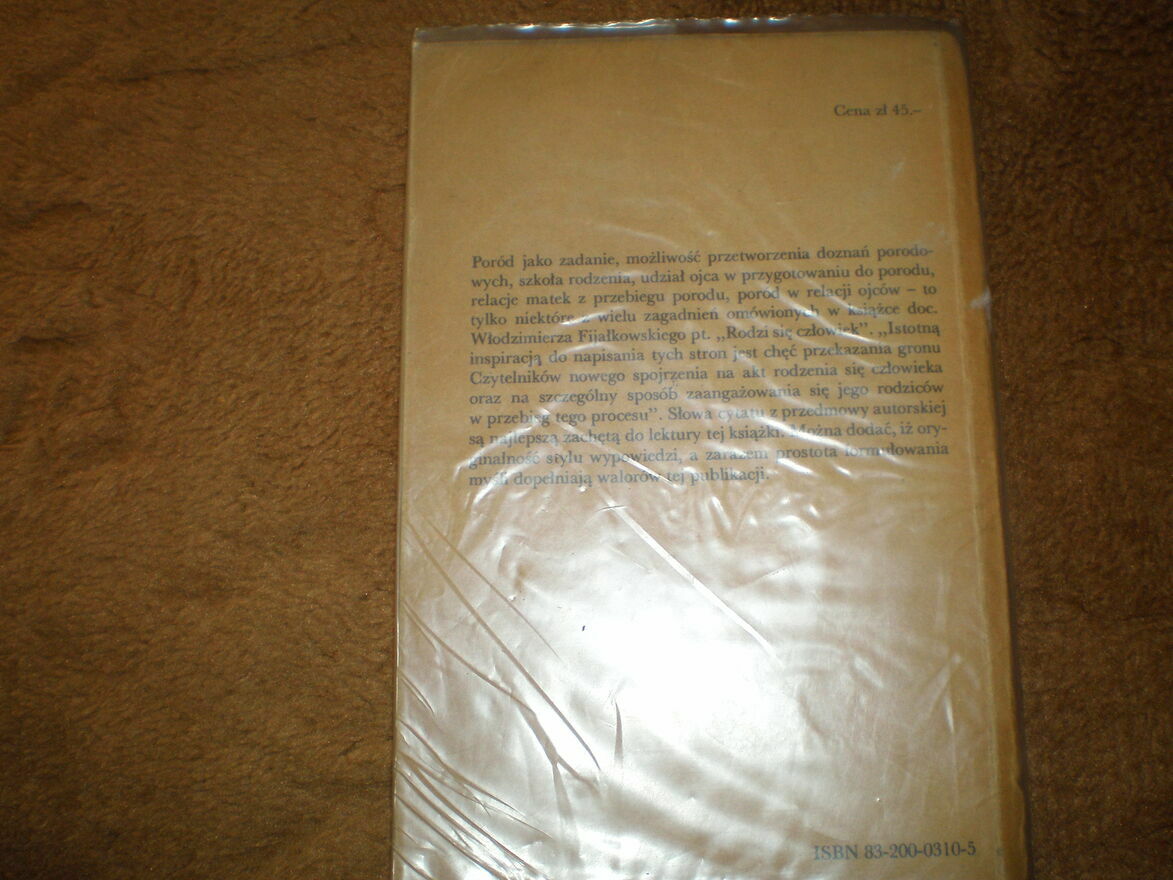 Cena zł 45.–
Poród jako zadanie, możliwość przetworzenia doznań porodo-
wych, szkoła rodzenia, udział ojca w przygotowaniu do porodu,
relacje matek z przebiegu porodu, poród w relacji ojców – to
tylko niektóre z wielu zagadnień omówionych w książce doc.
Włodzimierza Fijałkowskiego pt. „Rodzi się człowiek”. „Istotną
inspiracją do napisania tych stron jest chęć przekazania gronu
Czytelników nowego spojrzenia na akt rodzenia się człowieka
oraz na szczególny sposób zaangażowania się jego rodziców
w przebieg tego procesu”. Słowa cytatu z przedmowy autorskiej
są najlepszą zachętą do lektury tej książki. Można dodać, iż ory-
ginalność stylu wypowiedzi, a zarazem prostota formułowania
myśli dopełniają walorów tej publikacji.
ISBN 83-200-0310-5